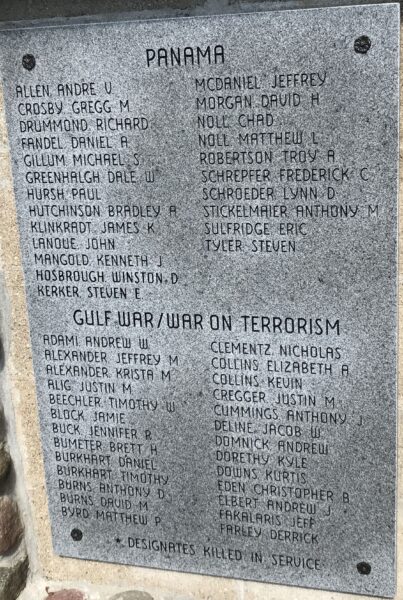 PANAMA
ALLEN ANDRE V
CROSBY GREGG M
DRUMMOND RICHARD
FANDEL DANIEL A
GILLUM MICHAEL S
GREENHALGH DALE W
HURSH PAUL
HUTCHINSON BRADLEY A
KLINKRADT JAMES K
LANOUE JOHN
MANGOLD KENNETH J
HOSBROUGH WINSTON D
KERKER STEVEN E
MCDANIEL JEFFREY
MORGAN DAVID H
NOLL CHAD
NOLL MATTHEW L
ROBERTSON TROY A
SCHREPFER FREDERICK C
SCHROEDER LYNN D
STICKELMAIER ANTHONY M
SULFRIDGE ERIC
TYLER STEVEN
GULF WAR/WAR ON TERRORISM
ADAMI ANDREW W
ALEXANDER JEFFREY M
ALEXANDER KRISTA M
ALIG JUSTIN M
BEECHLER TIMOTHY W
BLOCK JAMIE
BUCK JENNIFER R
BUMETER BRETT H
BURKHART DANIEL
BURKHART TIMOTHY
BURNS ANTHONY D
BURNS DAVID M
BYRD MATTHEW P
CLEMENTZ NICHOLAS
COLLINS ELIZABETH A
COLLINS KEVIN
CREGGER JUSTIN M
CUMMINGS ANTHONY J
DELINE JACOB W
DOMNICK ANDREW
DORETHY KYLE
DOWNS KURTIS
EDEN CHRISTOPHER B
ELBERT ANDREW J
FAKALARIS JEFF
FARLEY DERRICK
* DESIGNATES KILLED IN SERVICE